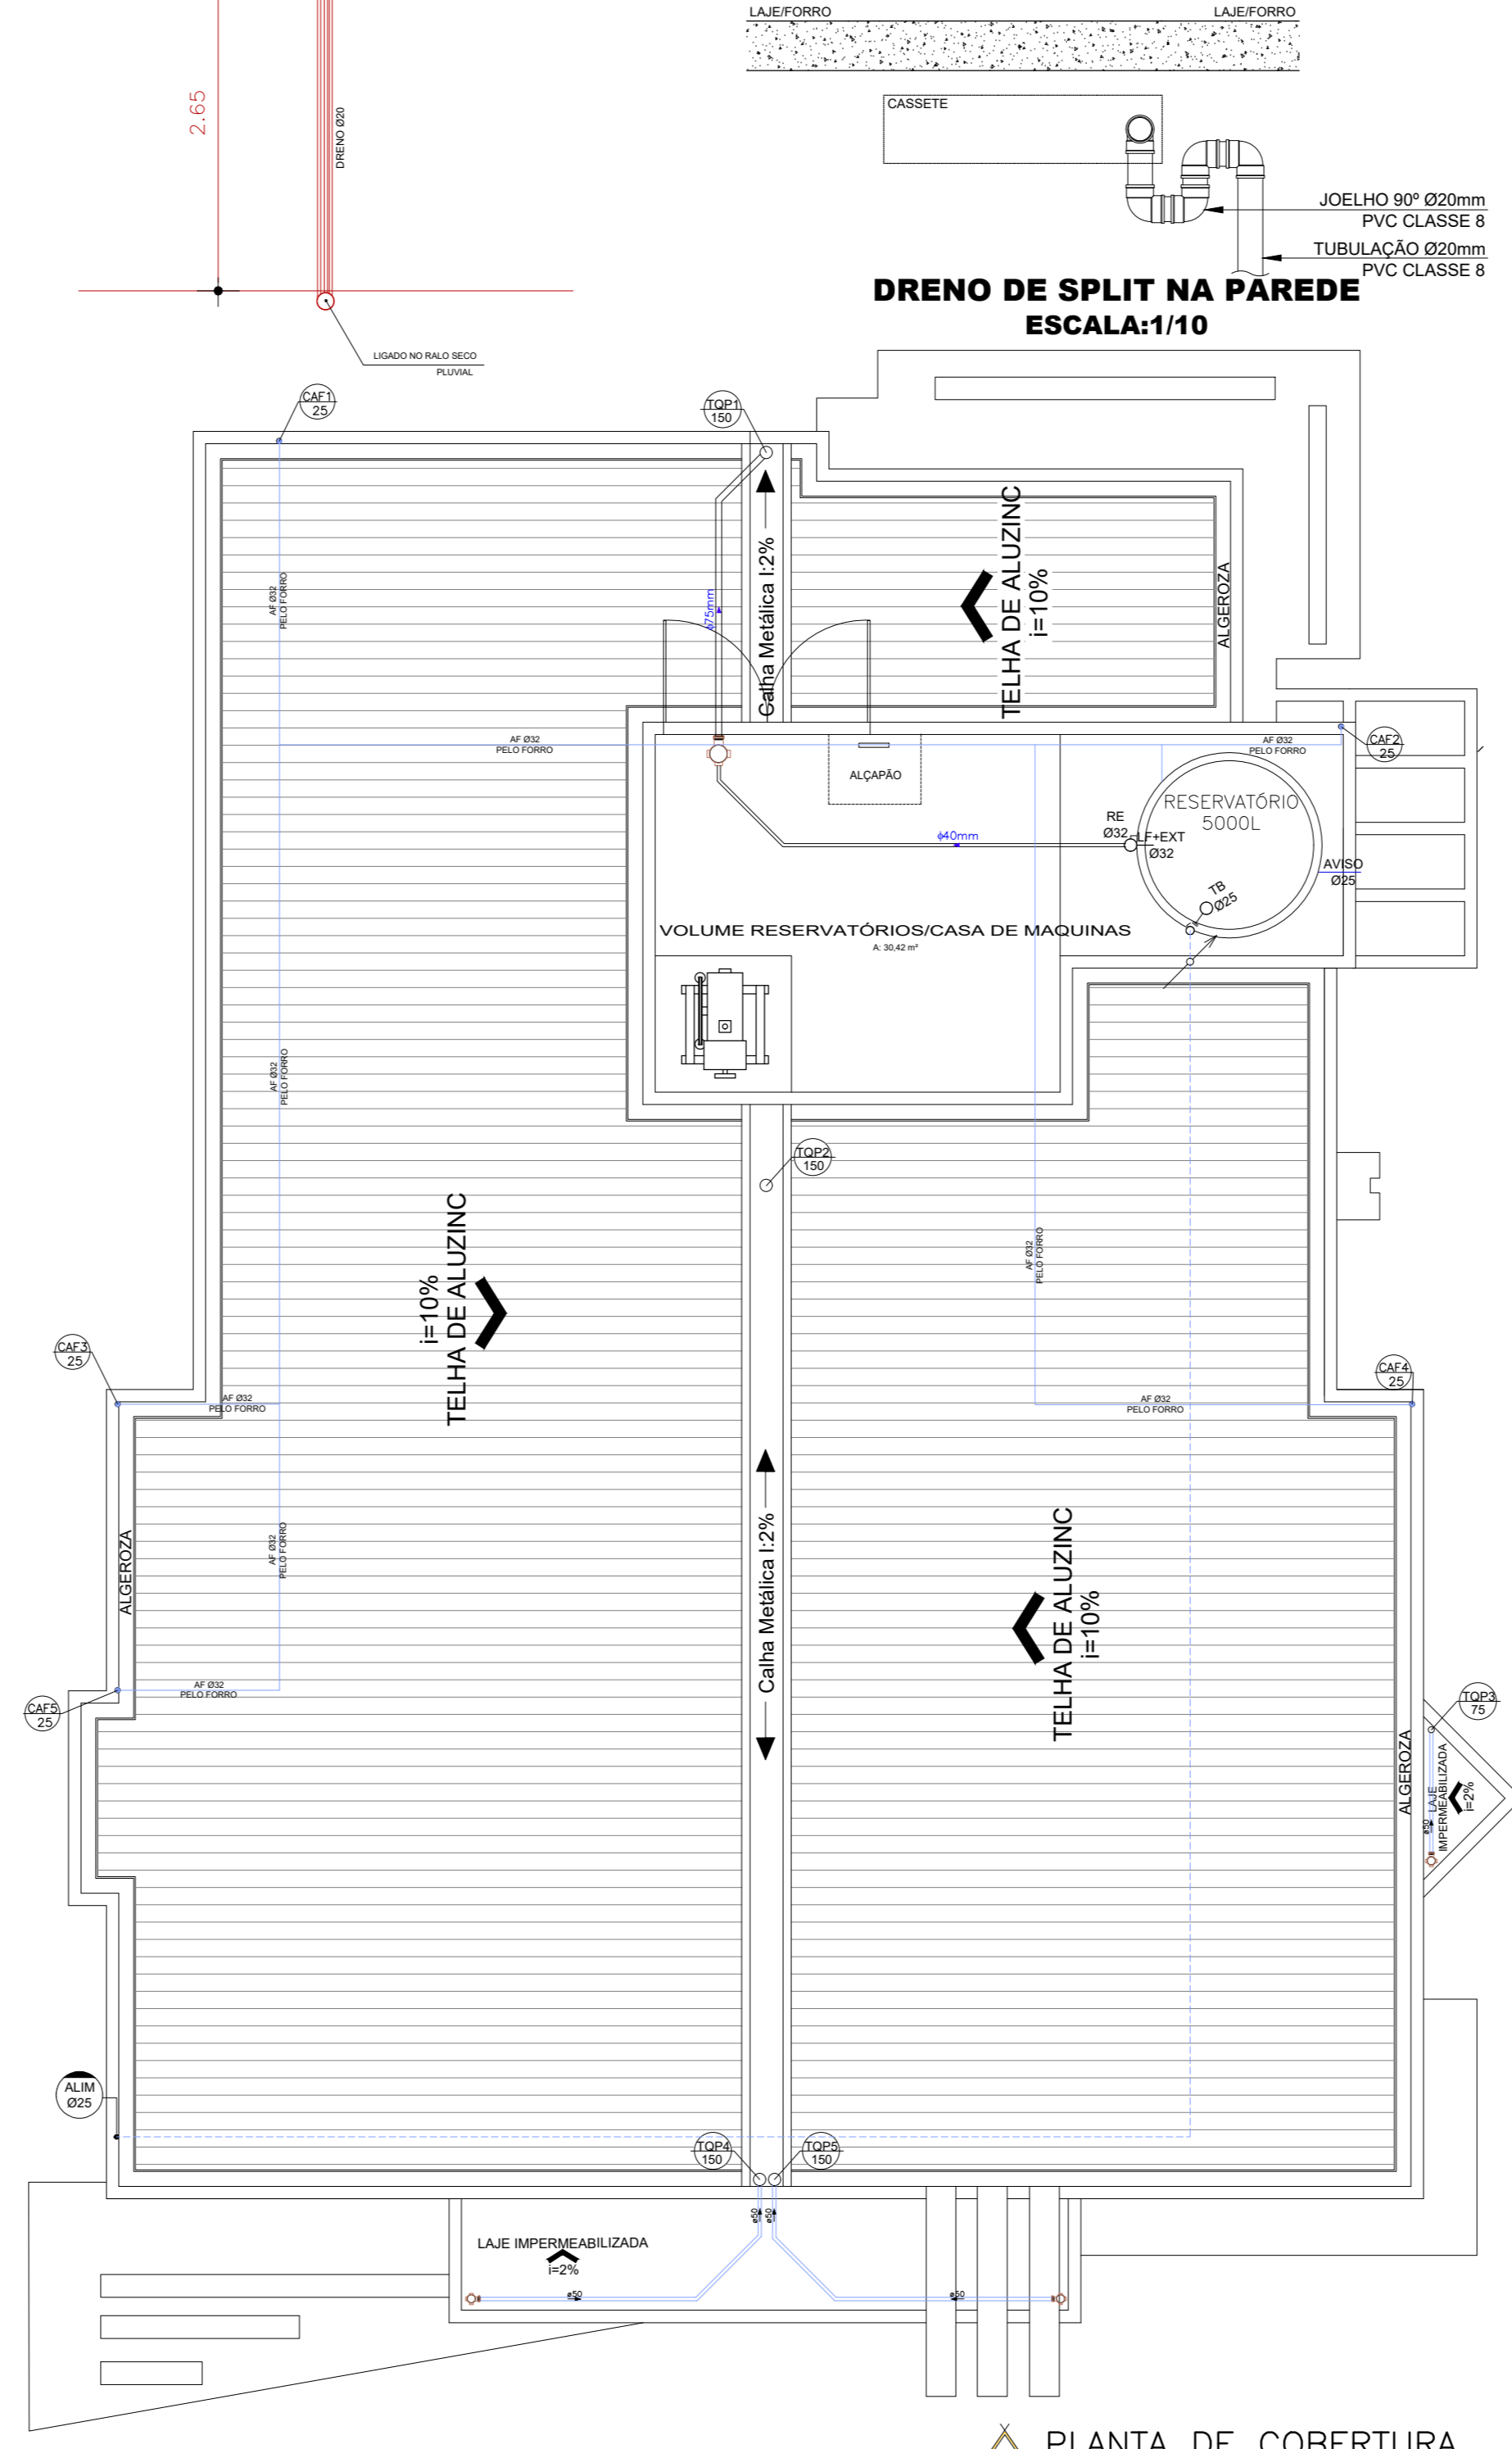 LAJE/FORRO
LAJE/FORRO
CASSETE
2.65
DRENO Ø20
JOELHO 90º Ø20mm
PVC CLASSE 8
TUBULAÇÃO Ø20mm
PVC CLASSE 8
DRENO DE SPLIT NA PAREDE
ESCALA:1/10
LIGADO NO RALO SECO
PLUVIAL
CAF1
25
TQP1
150
AF Ø32
PELO FORRO
ϕ75mm
Calha Metálica I:2%
TELHA DE ALUZINC
i=10%
ALGEROZA
AF Ø32
PELO FORRO
AF Ø32
PELO FORRO
CAF2
25
ALÇAPÃO
RESERVATÓRIO
5000L
RE
Ø32
LF+EXT
Ø32
ϕ40mm
AVISO
Ø25
TB
Ø25
VOLUME RESERVATÓRIOS/CASA DE MAQUINAS
A: 30,42 m²
AF Ø32
PELO FORRO
TQP2
150
AF Ø32
PELO FORRO
i=10%
TELHA DE ALUZINC
CAF3
25
CAF4
25
AF Ø32
PELO FORRO
AF Ø32
PELO FORRO
ALGEROZA
AF Ø32
PELO FORRO
Calha Metálica I:2%
TELHA DE ALUZINC
i=10%
AF Ø32
PELO FORRO
CAF5
25
TQP3
75
ALGEROZA
ø50
LAJE
IMPERMEABILIZADA
i=2%
ALIM
Ø25
TQP4
150
TQP5
150
ø50
ø50
LAJE IMPERMEABILIZADA
i=2%
ø50
ø50
PLANTA DE COBERTURA